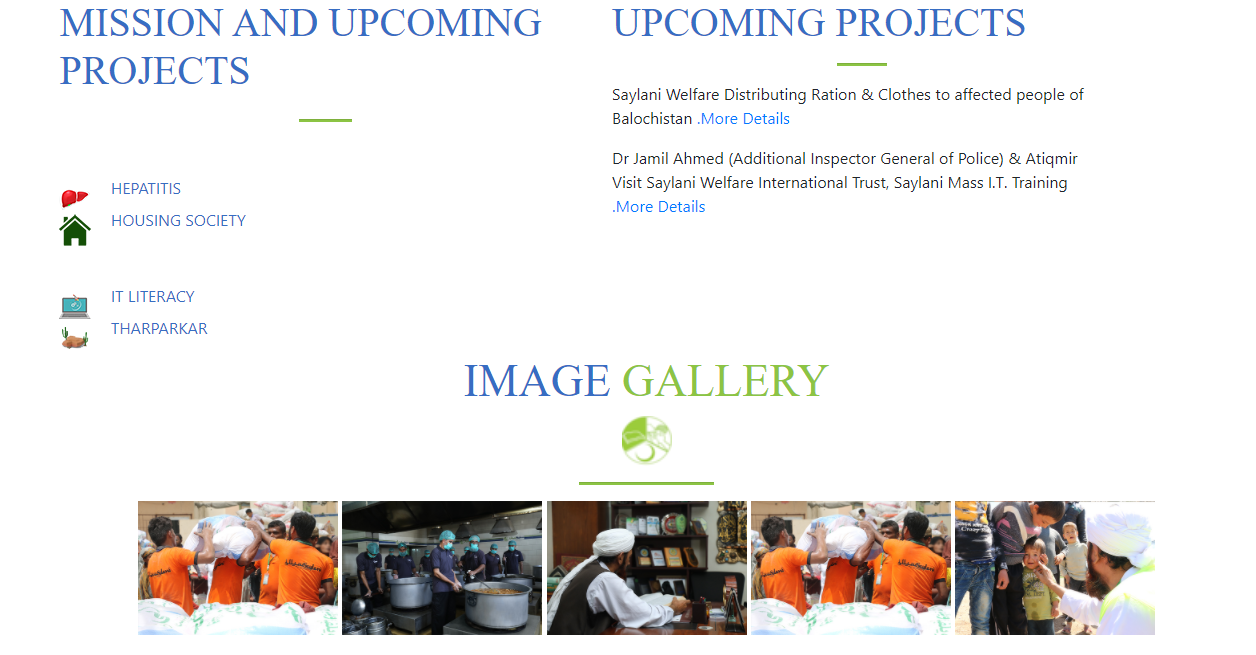 MISSION AND UPCOMING
PROJECTS
HEPATITIS
HOUSING SOCIETY
IT LITERACY
THARPARKAR
UPCOMING PROJECTS
Saylani Welfare Distributing Ration & Clothes to affected people of
Balochistan .More Details
Dr Jamil Ahmed (Additional Inspector General of Police) & Atiqmir
Visit Saylani Welfare International Trust, Saylani Mass I.T. Training
.More Details
IMAGE GALLERY